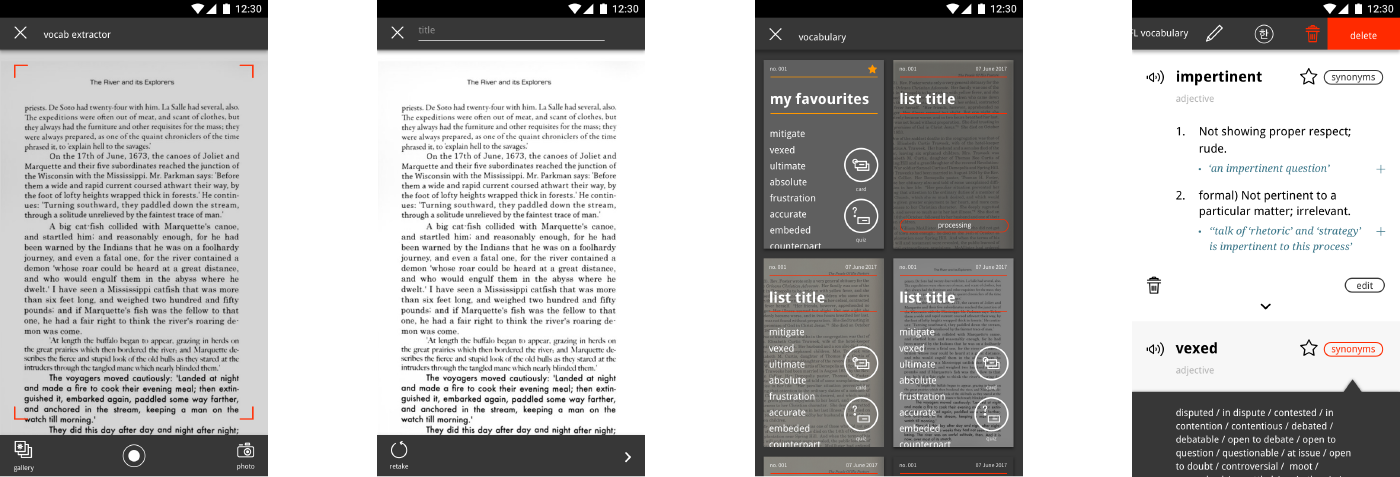 12:30
vocab extractor
The River and its Explorers
priests. De Soto had twenty-four with him. La Salle had several, also.
The expeditions were often out of meat, and scant of clothes, but
they always had the furniture and other requisites for the mass; they
were always prepared, as one of the quaint chroniclers of the time
phrased it, to 'explain hell to the savages.'
On the 17th of June, 1673, the canoes of Joliet and
Marquette and their five subordinates reached the junction of
the Wisconsin with the Mississippi. Mr. Parkman says: 'Before
them a wide and rapid current coursed athwart their way, by
the foot of lofty heights wrapped thick in forests.' He contin-
ues: 'Turning southward, they paddled down the stream,
through a solitude unrelieved by the faintest trace of man.'
A big cat-fish collided with Marquette's canoe,
and startled him; and reasonably enough, for he had
been warned by the Indians that he was on a foolhardy
journey, and even a fatal one, for the river contained a
demon 'whose roar could be heard at a great distance,
and who would engulf them in the abyss where he
dwelt.' I have seen a Mississippi catfish that was more
than six feet long, and weighed two hundred and fifty
pounds; and if Marquette's fish was the fellow to that
one, he had a fair right to think the river's roaring de-
mon was come.
'At length the buffalo began to appear, grazing in herds on
the great prairies which then bordered the river; and Marquette de-
scribes the fierce and stupid look of the old bulls as they stared at the
intruders through the tangled mane which nearly blinded them.'
The voyagers moved cautiously: 'Landed at night
and made a fire to cook their evening meal; then extin-
guished it, embarked again, paddled some way farther,
and anchored in the stream, keeping a man on the
watch till morning.'
They did this day after day and night after night;
gallery
photo
12:30
title
The River and its Explorers
priests. De Soto had twenty-four with him. La Salle had several, also.
The expeditions were often out of meat, and scant of clothes, but
they always had the furniture and other requisites for the mass; they
were always prepared, as one of the quaint chroniclers of the time
phrased it, to 'explain hell to the savages.'
On the 17th of June, 1673, the canoes of Joliet and
Marquette and their five subordinates reached the junction of
the Wisconsin with the Mississippi. Mr. Parkman says: 'Before
them a wide and rapid current coursed athwart their way, by
the foot of lofty heights wrapped thick in forests.' He contin-
ues: 'Turning southward, they paddled down the stream,
through a solitude unrelieved by the faintest trace of man.'
A big cat-fish collided with Marquette's canoe,
and startled him; and reasonably enough, for he had
been warned by the Indians that he was on a foolhardy
journey, and even a fatal one, for the river contained a
demon 'whose roar could be heard at a great distance,
and who would engulf them in the abyss where he
dwelt.' I have seen a Mississippi catfish that was more
than six feet long, and weighed two hundred and fifty
pounds; and if Marquette's fish was the fellow to that
one, he had a fair right to think the river's roaring de-
mon was come.
'At length the buffalo began to appear, grazing in herds on
the great prairies which then bordered the river; and Marquette de-
scribes the fierce and stupid look of the old bulls as they stared at the
intruders through the tangled mane which nearly blinded them.'
The voyagers moved cautiously: 'Landed at night
and made a fire to cook their evening meal; then extin-
guished it, embarked again, paddled some way farther,
and anchored in the stream, keeping a man on the
watch till morning.'
They did this day after day and night after night;
retake
12:30
vocabulary
no. 001
my favourites
mitigate
vexed
ultimate
absolute
frustration
accurate
embeded
counterpart
card
quiz
no. 001 07 June 2017
list title
processing
no. 001 07 June 2017
list title
mitigate
vexed
ultimate
absolute
frustration
accurate
embeded
counterpart
card
quiz
no. 001 07 June 2017
list title
mitigate
vexed
ultimate
absolute
frustration
accurate
embeded
counterpart
card
quiz
no. 001 07 June 2017
no. 001 07 June 2017
12:30
FL vocabulary
한
delete
impertinent
synonyms
adjective
1. Not showing proper respect;
rude.
• 'an impertinent question' +
2. formal) Not pertinent to a
particular matter; irrelevant.
• ''talk of 'rhetoric' and 'strategy' +
is impertinent to this process'
edit
vexed
synonyms
adjective
disputed / in dispute / contested / in
contention / contentious / debated /
debatable / open to debate / open to
question / questionable / at issue / open
to doubt / controversial / moot /